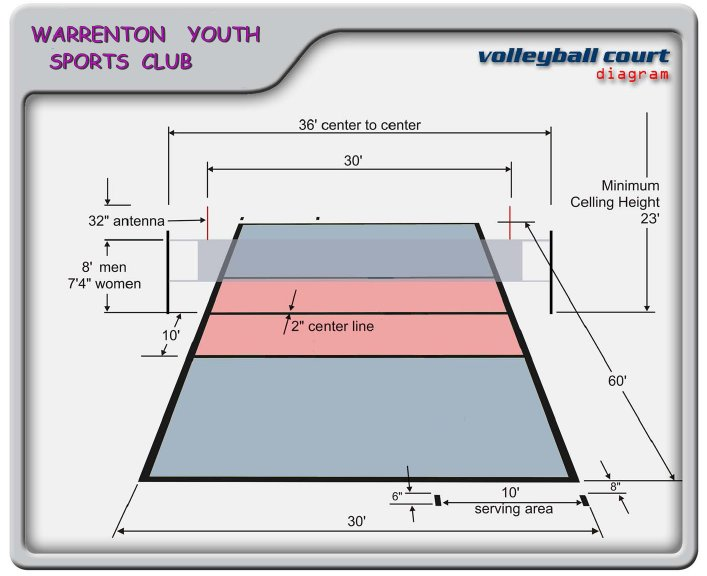 WARRENTON YOUTH
SPORTS CLUB
volleyball court
diagram
36' center to center
30'
Minimum
Celling Height
23'
32" antenna
8' men
7'4" women
2" center line
10'
60'
6"
10'
serving area
8"
30'